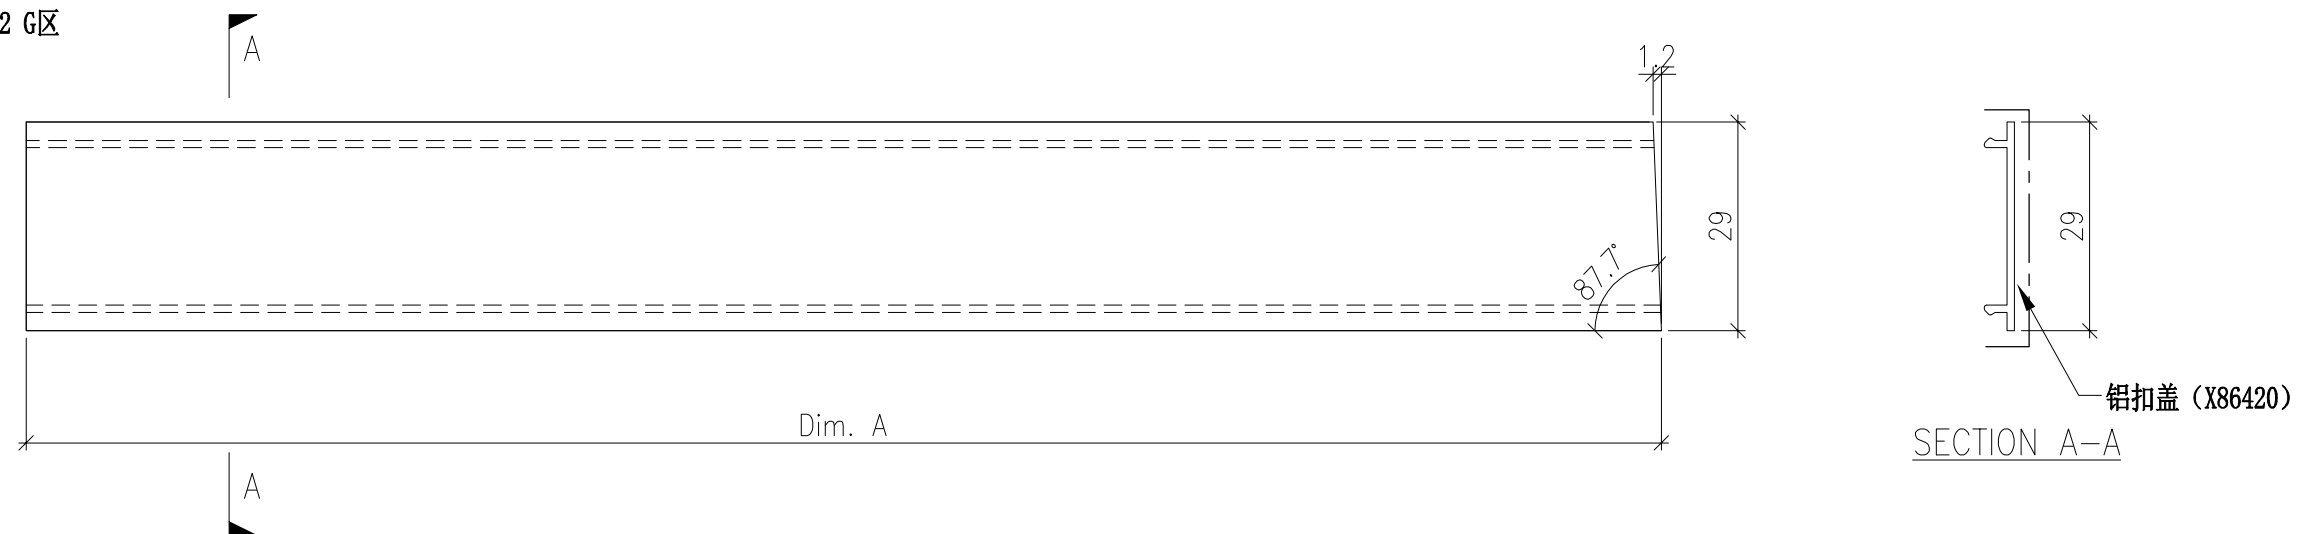 2 G区
A
1.2
29
87.7°
29
铝扣盖（X86420）
Dim. A
SECTION A-A
A